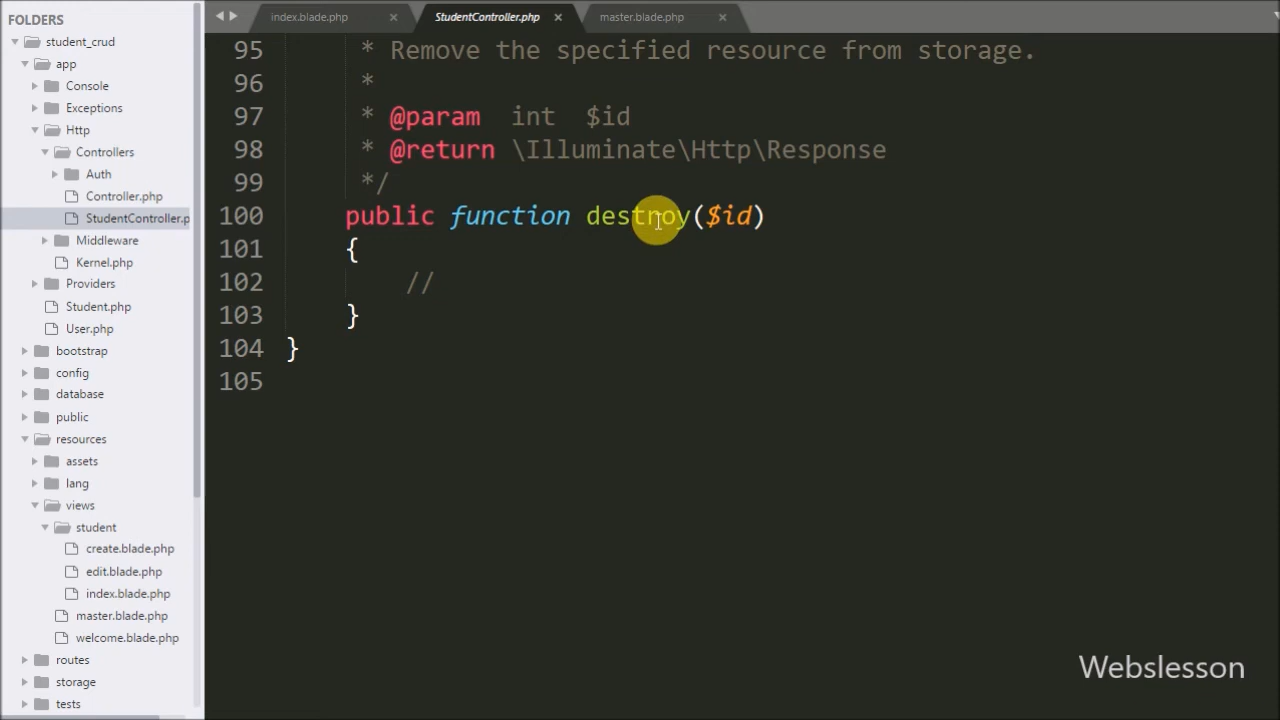 FOLDERS
student_crud
app
Console
Exceptions
Http
Controllers
Auth
Controller.php
StudentController.p
Middleware
Kernel.php
Providers
Student.php
User.php
bootstrap
config
database
public
resources
assets
lang
views
student
create.blade.php
edit.blade.php
index.blade.php
master.blade.php
welcome.blade.php
routes
storage
tests
index.blade.php × StudentController.php × master.blade.php ×
95 * Remove the specified resource from storage.
96 *
97 * @param int $id
98 * @return \Illuminate\Http\Response
99 */
100 public function destroy($id)
101 {
102 //
103 }
104 }
105
Webslesson